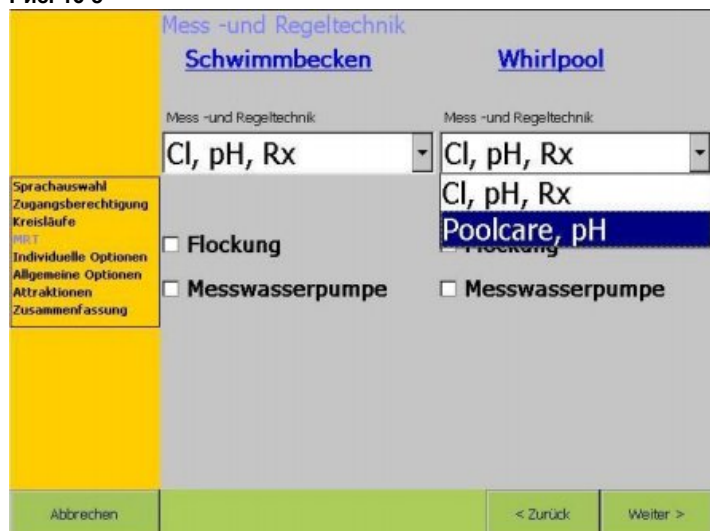 Mess -und Regeltechnik
Schwimmbecken
Whirlpool
Mess -und Regeltechnik
Mess -und Regeltechnik
Cl, pH, Rx
Cl, pH, Rx
Cl, pH, Rx
Poolcare, pH
Sprachauswahl
Zugangsberechtigung
Kreisläufe
MRT
Individuelle Optionen
Allgemeine Optionen
Attraktionen
Zusammenfassung
Flockung
Messwasserpumpe
Messwasserpumpe
Abbrechen
< Zurück
Weiter >